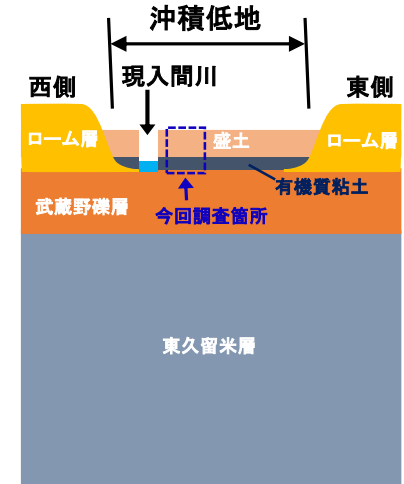 沖積低地
西側
現入間川
東側
ローム層
盛土
ローム層
有機質粘土
武蔵野礫層
今回調査箇所
東久留米層